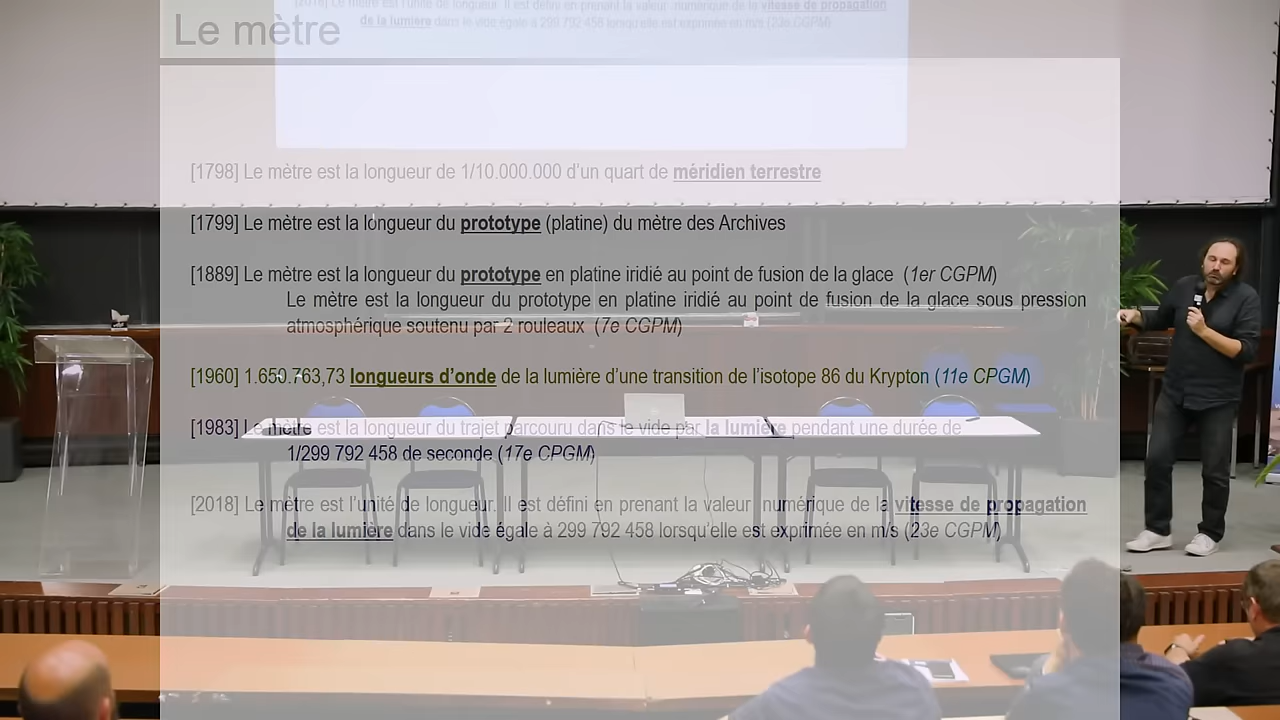 [2018] Le mètre est l'unité de longueur. Il est défini en prenant la valeur numérique de la vitesse de propagation
de la lumière dans le vide égale à 299 792 458 lorsqu'elle est exprimée en m/s (23e CGPM)
Le mètre
[1798] Le mètre est la longueur de 1/10.000.000 d'un quart de méridien terrestre
[1799] Le mètre est la longueur du prototype (platine) du mètre des Archives
[1889] Le mètre est la longueur du prototype en platine iridié au point de fusion de la glace (1er CGPM)
Le mètre est la longueur du prototype en platine iridié au point de fusion de la glace sous pression
atmosphérique soutenu par 2 rouleaux (7e CGPM)
[1960] 1.650.763,73 longueurs d'onde de la lumière d'une transition de l'isotope 86 du Krypton (11e CPGM)
[1983] Le mètre est la longueur du trajet parcouru dans le vide par la lumière pendant une durée de
1/299 792 458 de seconde (17e CPGM)
[2018] Le mètre est l'unité de longueur. Il est défini en prenant la valeur numérique de la vitesse de propagation
de la lumière dans le vide égale à 299 792 458 lorsqu'elle est exprimée en m/s (23e CGPM)